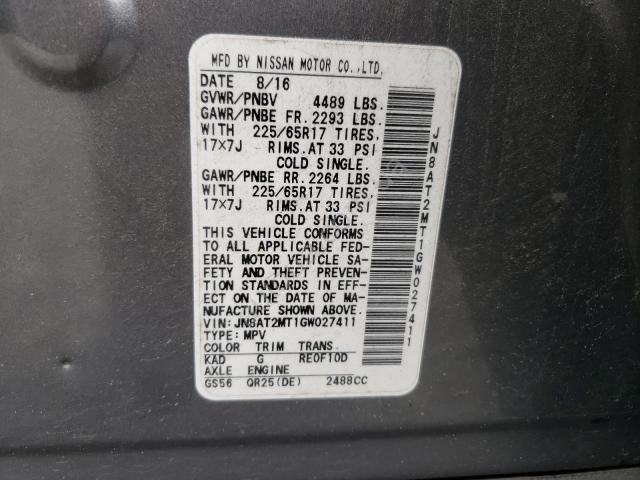 MFD BY NISSAN MOTOR CO.,LTD.
DATE 8/16
GVWR/PNBV 4489 LBS.
GAWR/PNBE FR. 2293 LBS.
WITH 225/65R17 TIRES.
17×7J RIMS.AT 33 PSI
COLD SINGLE.
GAWR/PNBE RR. 2264 LBS.
WITH 225/65R17 TIRES.
17×7J RIMS.AT 33 PSI
COLD SINGLE.
THIS VEHICLE CONFORMS
TO ALL APPLICABLE FED-
ERAL MOTOR VEHICLE SA-
FETY AND THEFT PREVEN-
TION STANDARDS IN EFF-
ECT ON THE DATE OF MA-
NUFACTURE SHOWN ABOVE.
VIN: JN8AT2MT1GW027411
TYPE: MPV
COLOR TRIM TRANS.
KAD G RE0F10D
AXLE ENGINE
GS56 QR25(DE) 2488CC
JN8AT2MT1GW027411